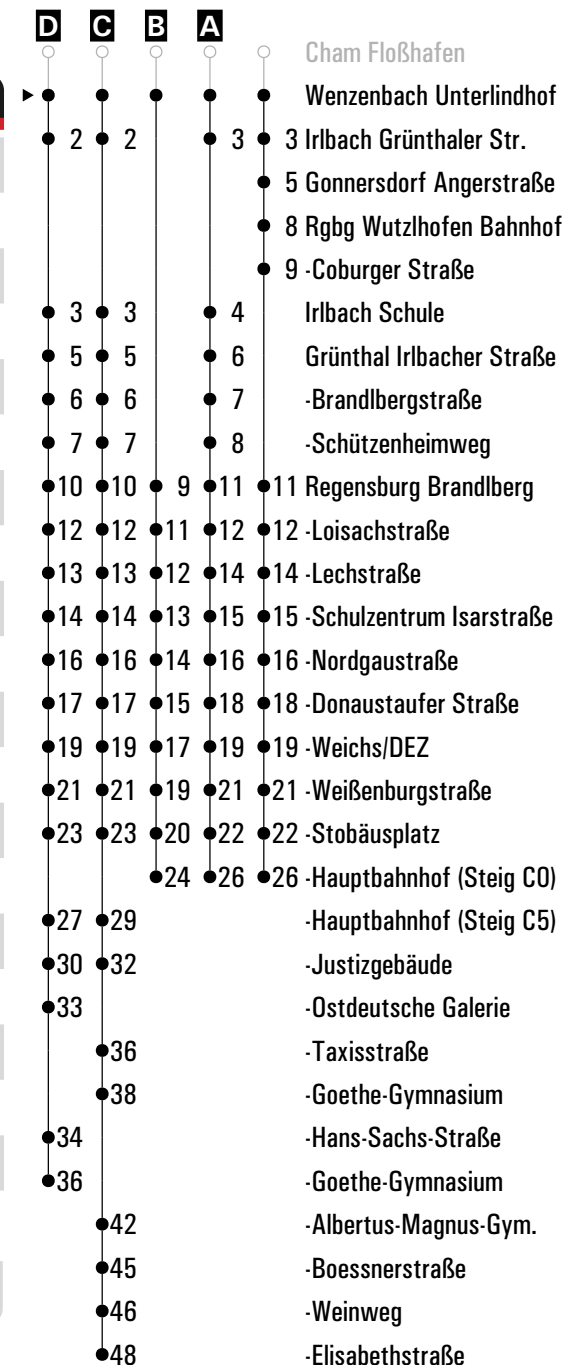 D C B A
Cham Floßhafen
Wenzenbach Unterlindhof
2 2 3 3 Irlbach Grünthaler Str.
5 Gonnersdorf Angerstraße
8 Rgbg Wutzlhofen Bahnhof
9 -Coburger Straße
3 3 4 Irlbach Schule
5 5 6 Grünthal Irlbacher Straße
6 6 7 -Brandlbergstraße
7 7 8 -Schützenheimweg
10 10 9 11 11 Regensburg Brandlberg
12 12 11 12 12 -Loisachstraße
13 13 12 14 14 -Lechstraße
14 14 13 15 15 -Schulzentrum Isarstraße
16 16 14 16 16 -Nordgaustraße
17 17 15 18 18 -Donaustaufer Straße
19 19 17 19 19 -Weichs/DEZ
21 21 19 21 21 -Weißenburgstraße
23 23 20 22 22 -Stobäusplatz
24 26 26 -Hauptbahnhof (Steig C0)
27 29 -Hauptbahnhof (Steig C5)
30 32 -Justizgebäude
33 -Ostdeutsche Galerie
36 -Taxisstraße
38 -Goethe-Gymnasium
34 -Hans-Sachs-Straße
36 -Goethe-Gymnasium
42 -Albertus-Magnus-Gym.
45 -Boessnerstraße
46 -Weinweg
48 -Elisabethstraße